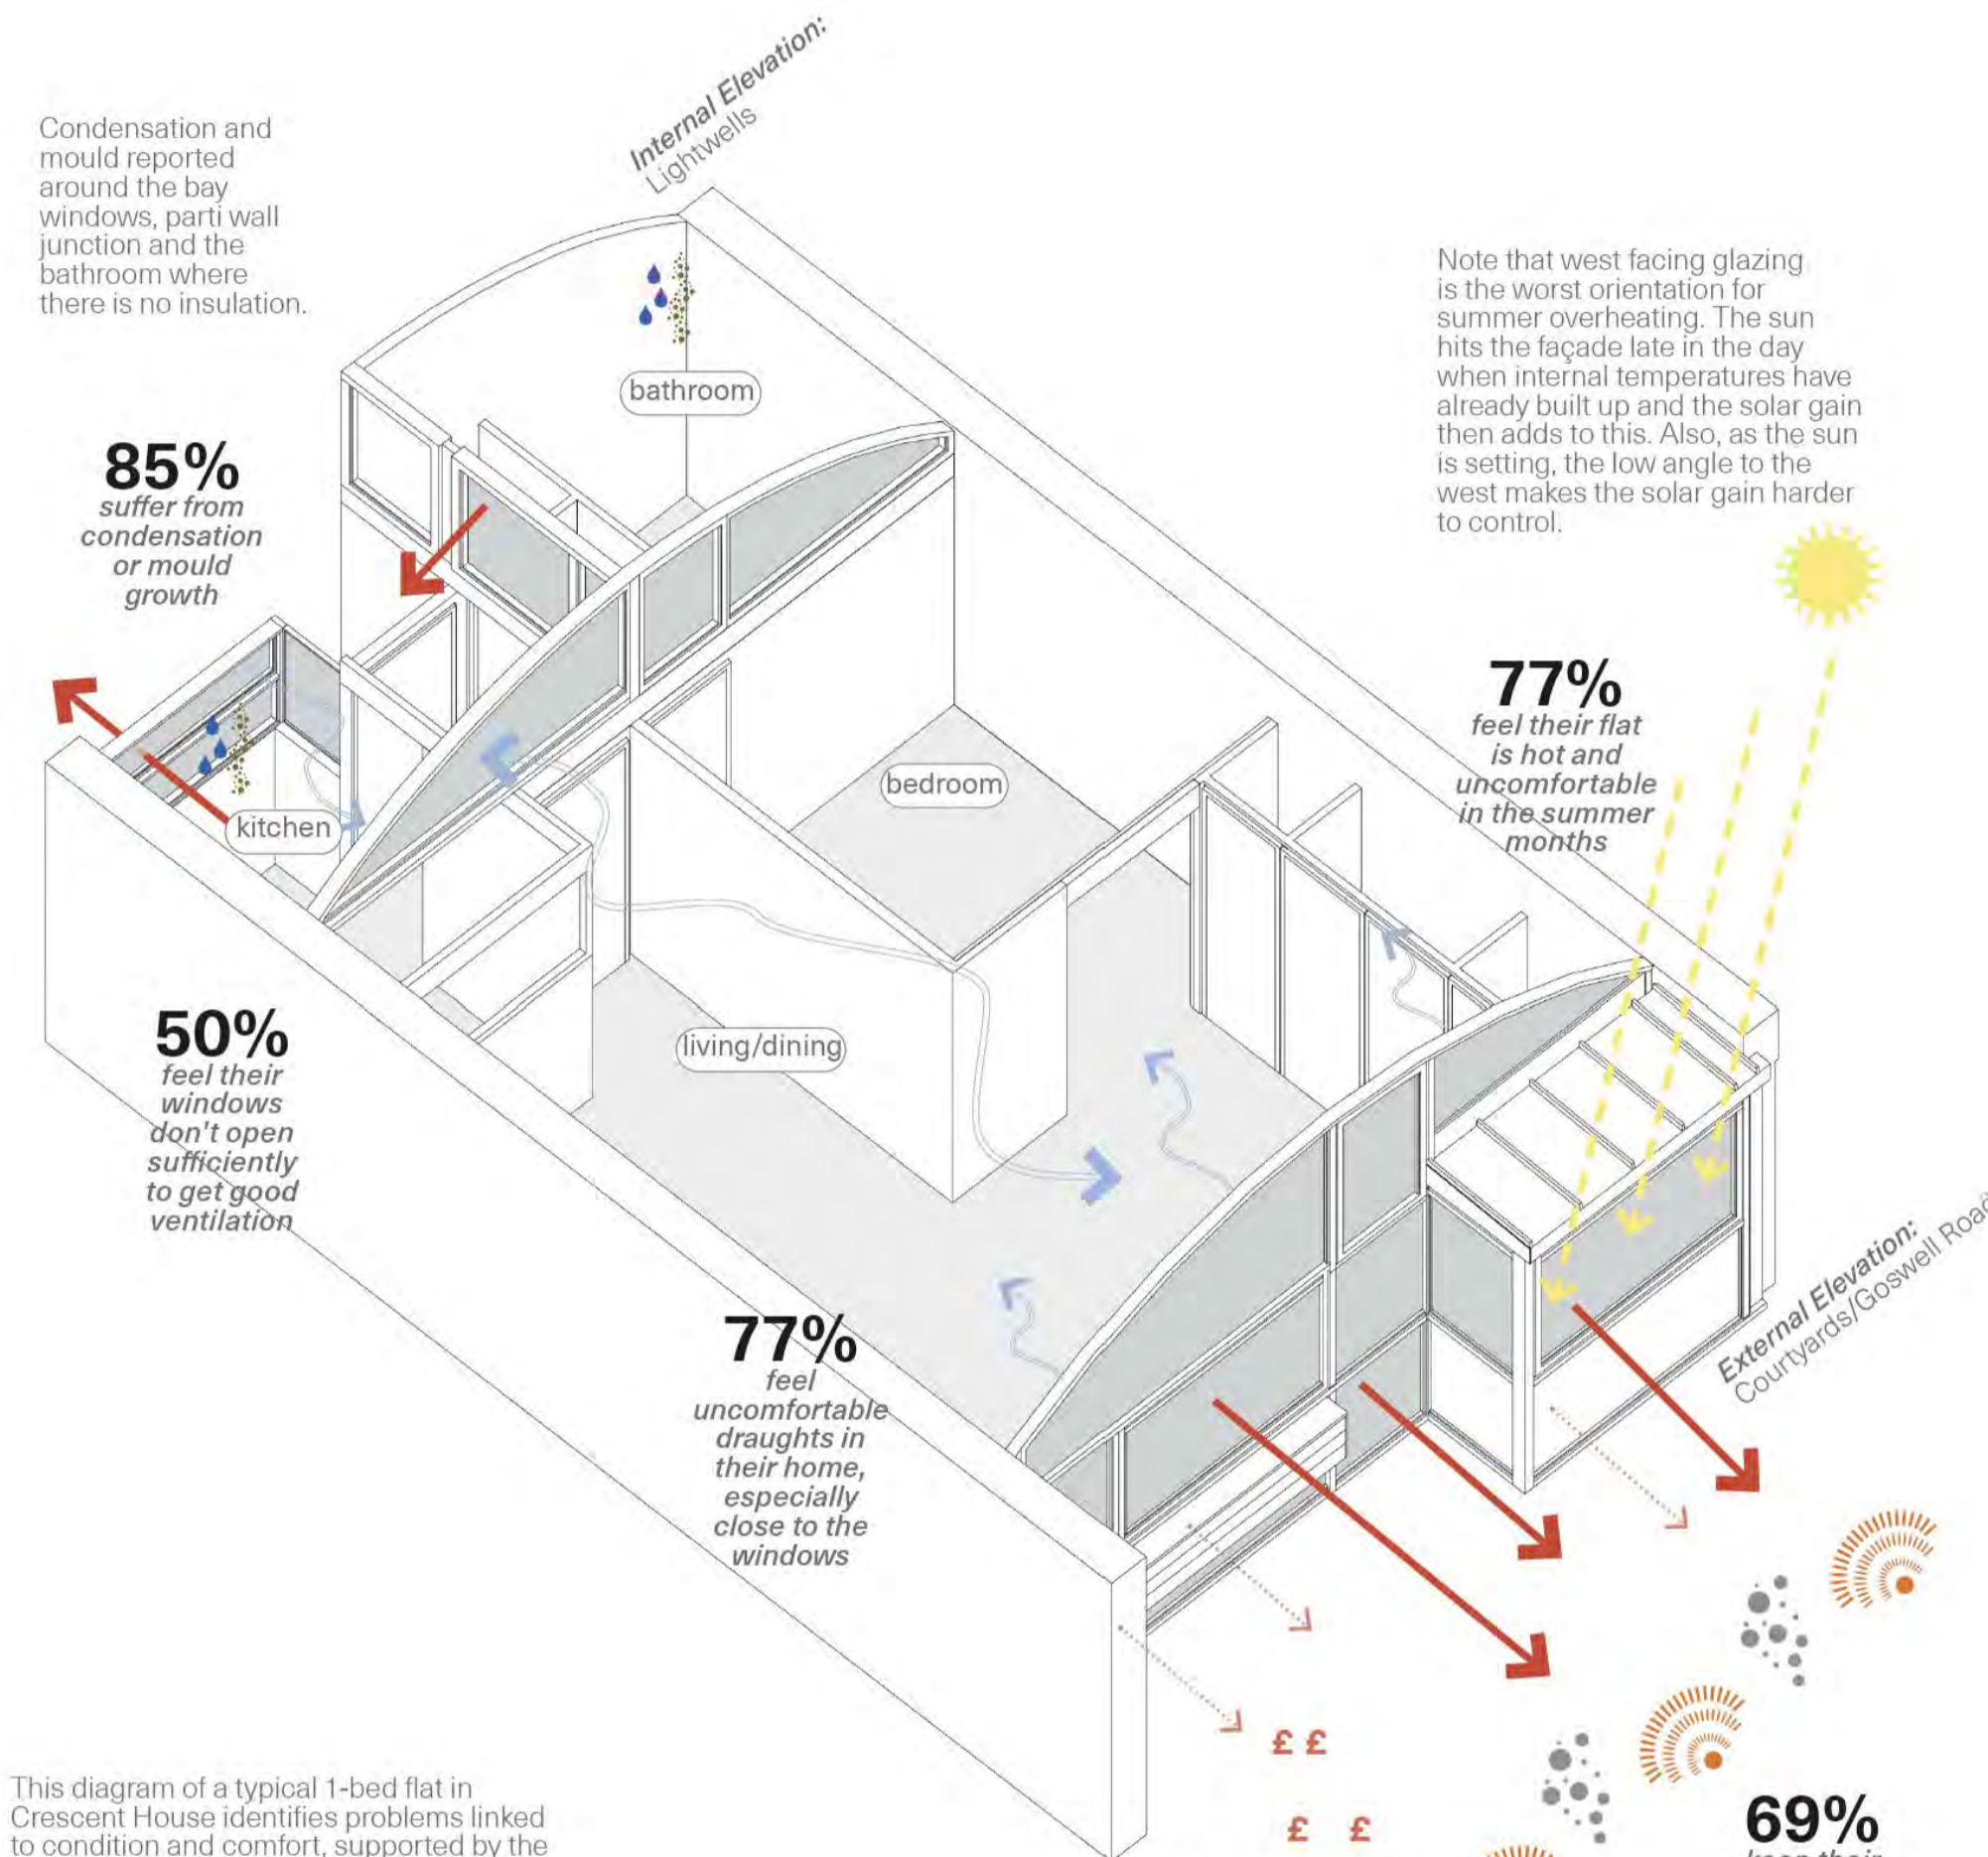 Internal Elevation:
Lightwells
Condensation and
mould reported
around the bay
windows, parti wall
junction and the
bathroom where
there is no insulation.
Note that west facing glazing
is the worst orientation for
summer overheating. The sun
hits the façade late in the day
when internal temperatures have
already built up and the solar gain
then adds to this. Also, as the sun
is setting, the low angle to the
west makes the solar gain harder
to control.
bathroom
85%
suffer from
condensation
or mould
growth
77%
feel their flat
is hot and
uncomfortable
in the summer
months
bedroom
kitchen
living/dining
50%
feel their
windows
don't open
sufficiently
to get good
ventilation
External Elevation:
Courtyards/Goswell Road
77%
feel
uncomfortable
draughts in
their home,
especially
close to the
windows
£ £
£ £
This diagram of a typical 1-bed flat in
Crescent House identifies problems linked
to condition and comfort, supported by the
69%
keep their